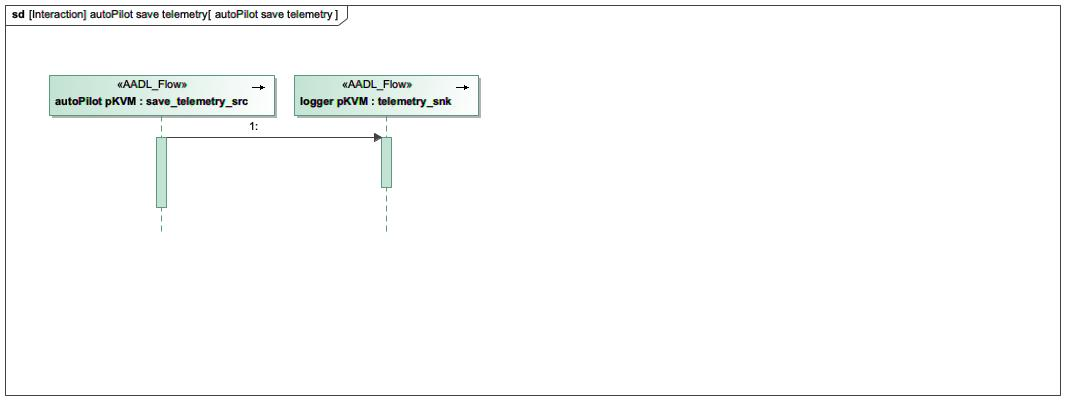 sd [Interaction] autoPilot save telemetry[ autoPilot save telemetry ]
«AADL_Flow»
autoPilot pKVM : save_telemetry_src
«AADL_Flow»
logger pKVM : telemetry_snk
1: